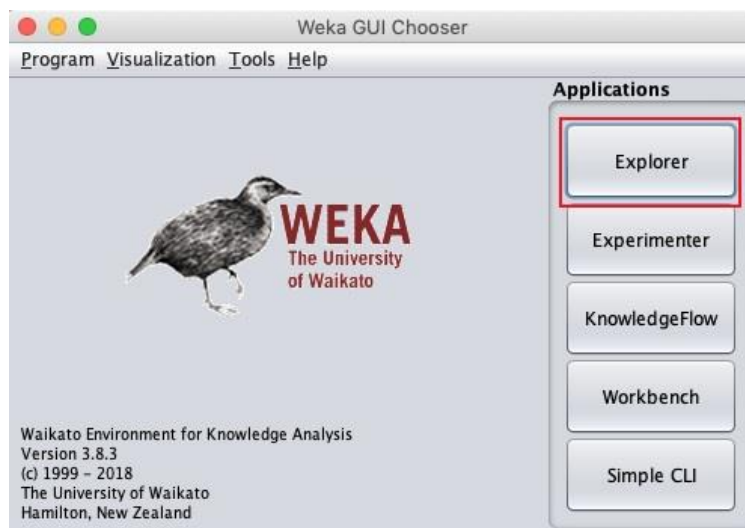 Weka GUI Chooser
Program Visualization Tools Help
Applications
Explorer
WEKA
The University
of Waikato
Experimenter
KnowledgeFlow
Workbench
Simple CLI
Waikato Environment for Knowledge Analysis
Version 3.8.3
(c) 1999 – 2018
The University of Waikato
Hamilton, New Zealand